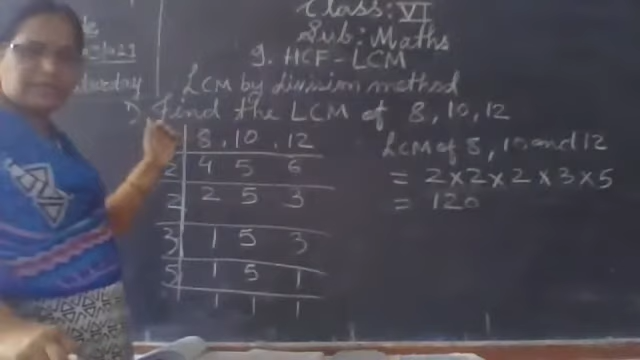 Class: VI
Sub: Maths
9. HCF - LCM
LCM by division method
1) Find the LCM of 8, 10, 12
8, 10, 12
2 4 5 6
2 2 5 3
3 1 5 3
5 1 5 1
1 1 1
LCM of 8, 10 and 12
= 2×2×2×3×5
= 120